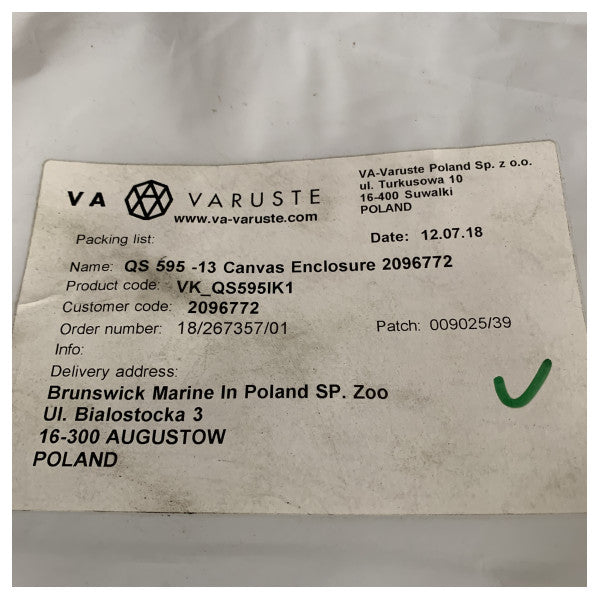 VA VARUSTE
www.va-varuste.com
VA-Varuste Poland Sp. z o.o.
ul. Turkusowa 10
16-400 Suwalki
POLAND
Packing list:
Date: 12.07.18
Name: QS 595 -13 Canvas Enclosure 2096772
Product code: VK_QS595IK1
Customer code: 2096772
Order number: 18/267357/01 Patch: 009025/39
Info:
Delivery address:
Brunswick Marine In Poland SP. Zoo
Ul. Bialostocka 3
16-300 AUGUSTOW
POLAND